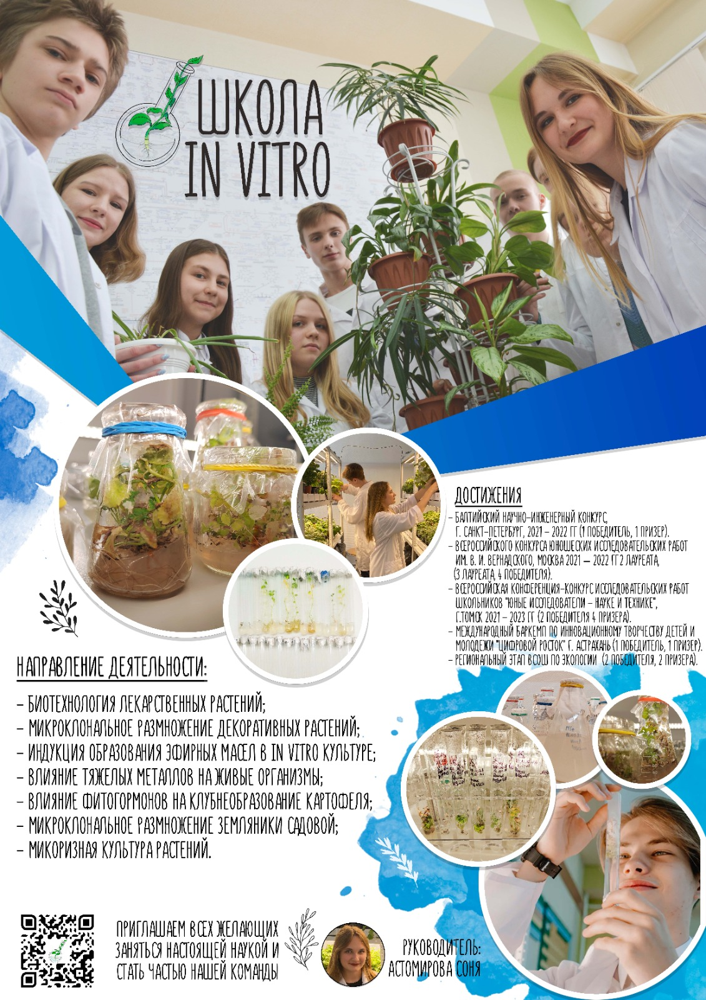 ШКОЛА
IN VITRO
ДОСТИЖЕНИЯ
- БАЛТИЙСКИЙ НАУЧНО-ИНЖЕНЕРНЫЙ КОНКУРС,
Г. САНКТ-ПЕТЕРБУРГ, 2021 - 2022 ГГ (1 ПОБЕДИТЕЛЬ, 1 ПРИЗЕР).
- ВСЕРОССИЙСКОГО КОНКУРСА ЮНОШЕСКИХ ИССЛЕДОВАТЕЛЬСКИХ РАБОТ
ИМ. В. И. ВЕРНАДСКОГО, МОСКВА 2021 – 2022 ГГ 2 ЛАУРЕАТА,
(3 ЛАУРЕАТА, 4 ПОБЕДИТЕЛЯ).
- ВСЕРОССИЙСКАЯ КОНФЕРЕНЦИЯ-КОНКУРС ИССЛЕДОВАТЕЛЬСКИХ РАБОТ
ШКОЛЬНИКОВ "ЮНЫЕ ИССЛЕДОВАТЕЛИ - НАУКЕ И ТЕХНИКЕ",
Г.ТОМСК 2021 - 2023 ГГ (2 ПОБЕДИТЕЛЯ 4 ПРИЗЕРА).
- МЕЖДУНАРОДНЫЙ БАРКЕМП ПО ИННОВАЦИОННОМУ ТВОРЧЕСТВУ ДЕТЕЙ И
МОЛОДЕЖИ "ЦИФРОВОЙ РОСТОК" Г. АСТРАХАНЬ (1 ПОБЕДИТЕЛЬ, 1 ПРИЗЕР).
- РЕГИОНАЛЬНЫЙ ЭТАП ВСОШ ПО ЭКОЛОГИИ (2 ПОБЕДИТЕЛЯ, 2 ПРИЗЕРА).
НАПРАВЛЕНИЕ ДЕЯТЕЛЬНОСТИ:
- БИОТЕХНОЛОГИЯ ЛЕКАРСТВЕННЫХ РАСТЕНИЙ;
- МИКРОКЛОНАЛЬНОЕ РАЗМНОЖЕНИЕ ДЕКОРАТИВНЫХ РАСТЕНИЙ;
- ИНДУКЦИЯ ОБРАЗОВАНИЯ ЭФИРНЫХ МАСЕЛ В IN VITRO КУЛЬТУРЕ;
- ВЛИЯНИЕ ТЯЖЕЛЫХ МЕТАЛЛОВ НА ЖИВЫЕ ОРГАНИЗМЫ;
- ВЛИЯНИЕ ФИТОГОРМОНОВ НА КЛУБНЕОБРАЗОВАНИЕ КАРТОФЕЛЯ;
- МИКРОКЛОНАЛЬНОЕ РАЗМНОЖЕНИЕ ЗЕМЛЯНИКИ САДОВОЙ;
- МИКОРИЗНАЯ КУЛЬТУРА РАСТЕНИЙ.
ПРИГЛАШАЕМ ВСЕХ ЖЕЛАЮЩИХ
ЗАНЯТЬСЯ НАСТОЯЩЕЙ НАУКОЙ И
СТАТЬ ЧАСТЬЮ НАШЕЙ КОМАНДЫ
РУКОВОДИТЕЛЬ:
АСТОМИРОВА СОНЯ